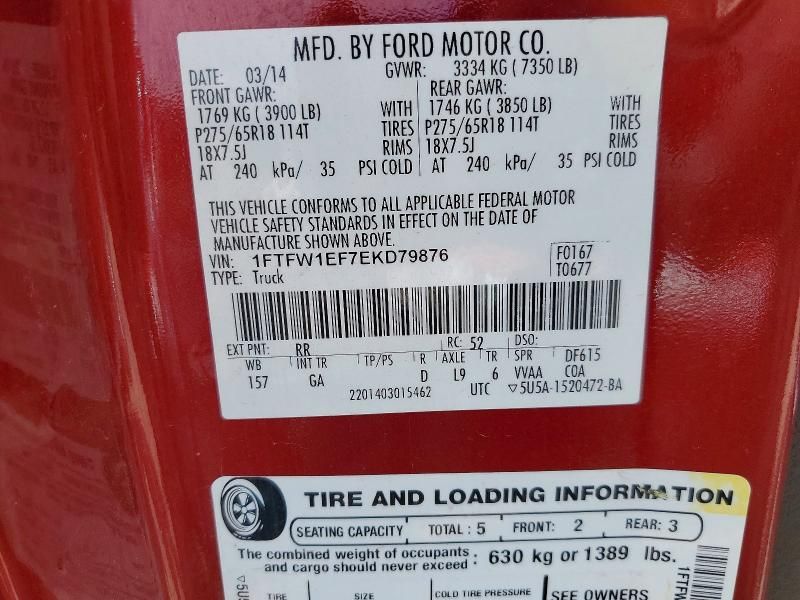 MFD. BY FORD MOTOR CO.
DATE: 03/14 GVWR: 3334 KG ( 7350 LB)
FRONT GAWR: REAR GAWR:
1769 KG ( 3900 LB) WITH 1746 KG ( 3850 LB) WITH
P275/65R18 114T TIRES P275/65R18 114T TIRES
18X7.5J RIMS 18X7.5J RIMS
AT 240 kPa/ 35 PSI COLD AT 240 kPa/ 35 PSI COLD
THIS VEHICLE CONFORMS TO ALL APPLICABLE FEDERAL MOTOR
VEHICLE SAFETY STANDARDS IN EFFECT ON THE DATE OF
MANUFACTURE SHOWN ABOVE.
VIN: 1FTFW1EF7EKD79876 F0167
TYPE: Truck T0677
EXT PNT: RR RC: 52 DSO:
WB INT TR TP/PS R AXLE TR SPR DF615
157 GA D L9 6 VVAA COA
2201403015462 UTC ▽5U5A-1520472-BA
TIRE AND LOADING INFORMATION
SEATING CAPACITY TOTAL : 5 FRONT: 2 REAR: 3
The combined weight of occupants
and cargo should never exceed : 630 kg or 1389 lbs.
TIRE SIZE COLD TIRE PRESSURE SEE OWNERS
▽5U5
1FTFW